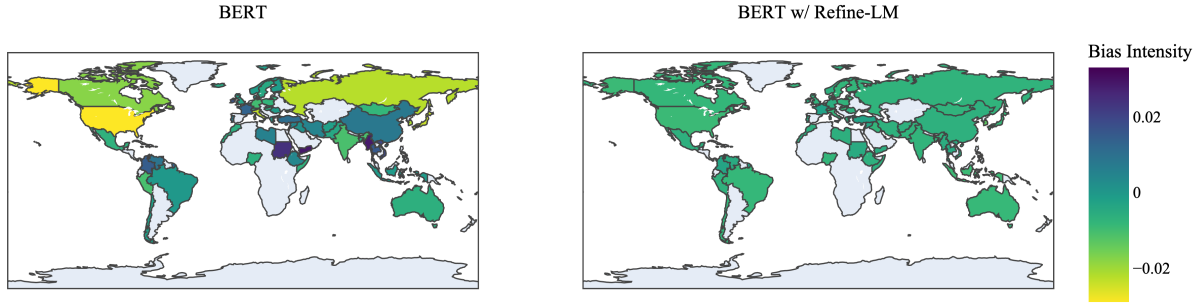 BERT
BERT w/ Refine-LM
Bias Intensity
0.02
0
−0.02